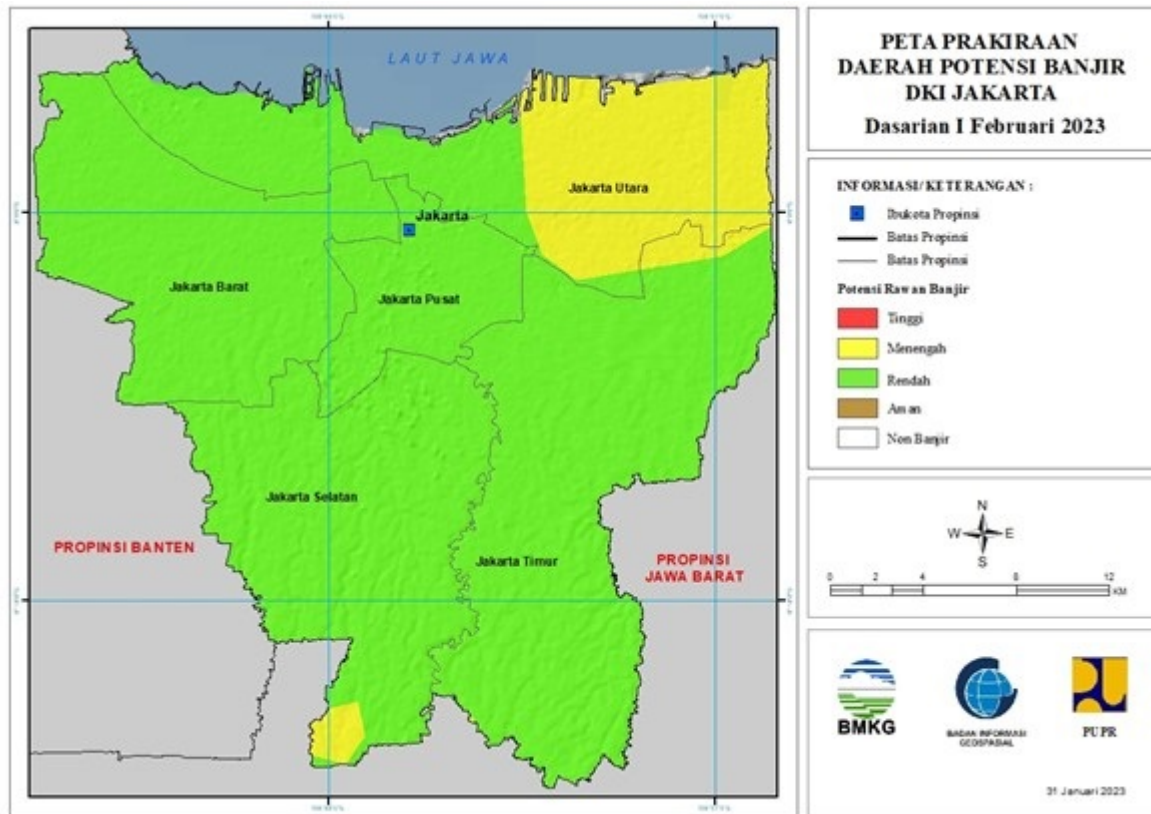 LAUT JAWA
Jakarta Utara
Jakarta
Jakarta Barat
Jakarta Pusat
Jakarta Selatan
PROPINSI BANTEN
Jakarta Timur
PROPINSI
JAWA BARAT
PETA PRAKIRAAN
DAERAH POTENSI BANJIR
DKI JAKARTA
Dasarian I Februari 2023
INFORMASI/ KETERANGAN :
Ibukota Propinsi
Batas Propinsi
Batas Propinsi
Potensi Rawan Banjir
Tinggi
Menengah
Rendah
Aman
Non Banjir
N
W E
S
0 2 4 8 12
KM
BMKG
BADAN INFORMASI
GEOSPASIAL
PU
PUPR
31 Januari 2023